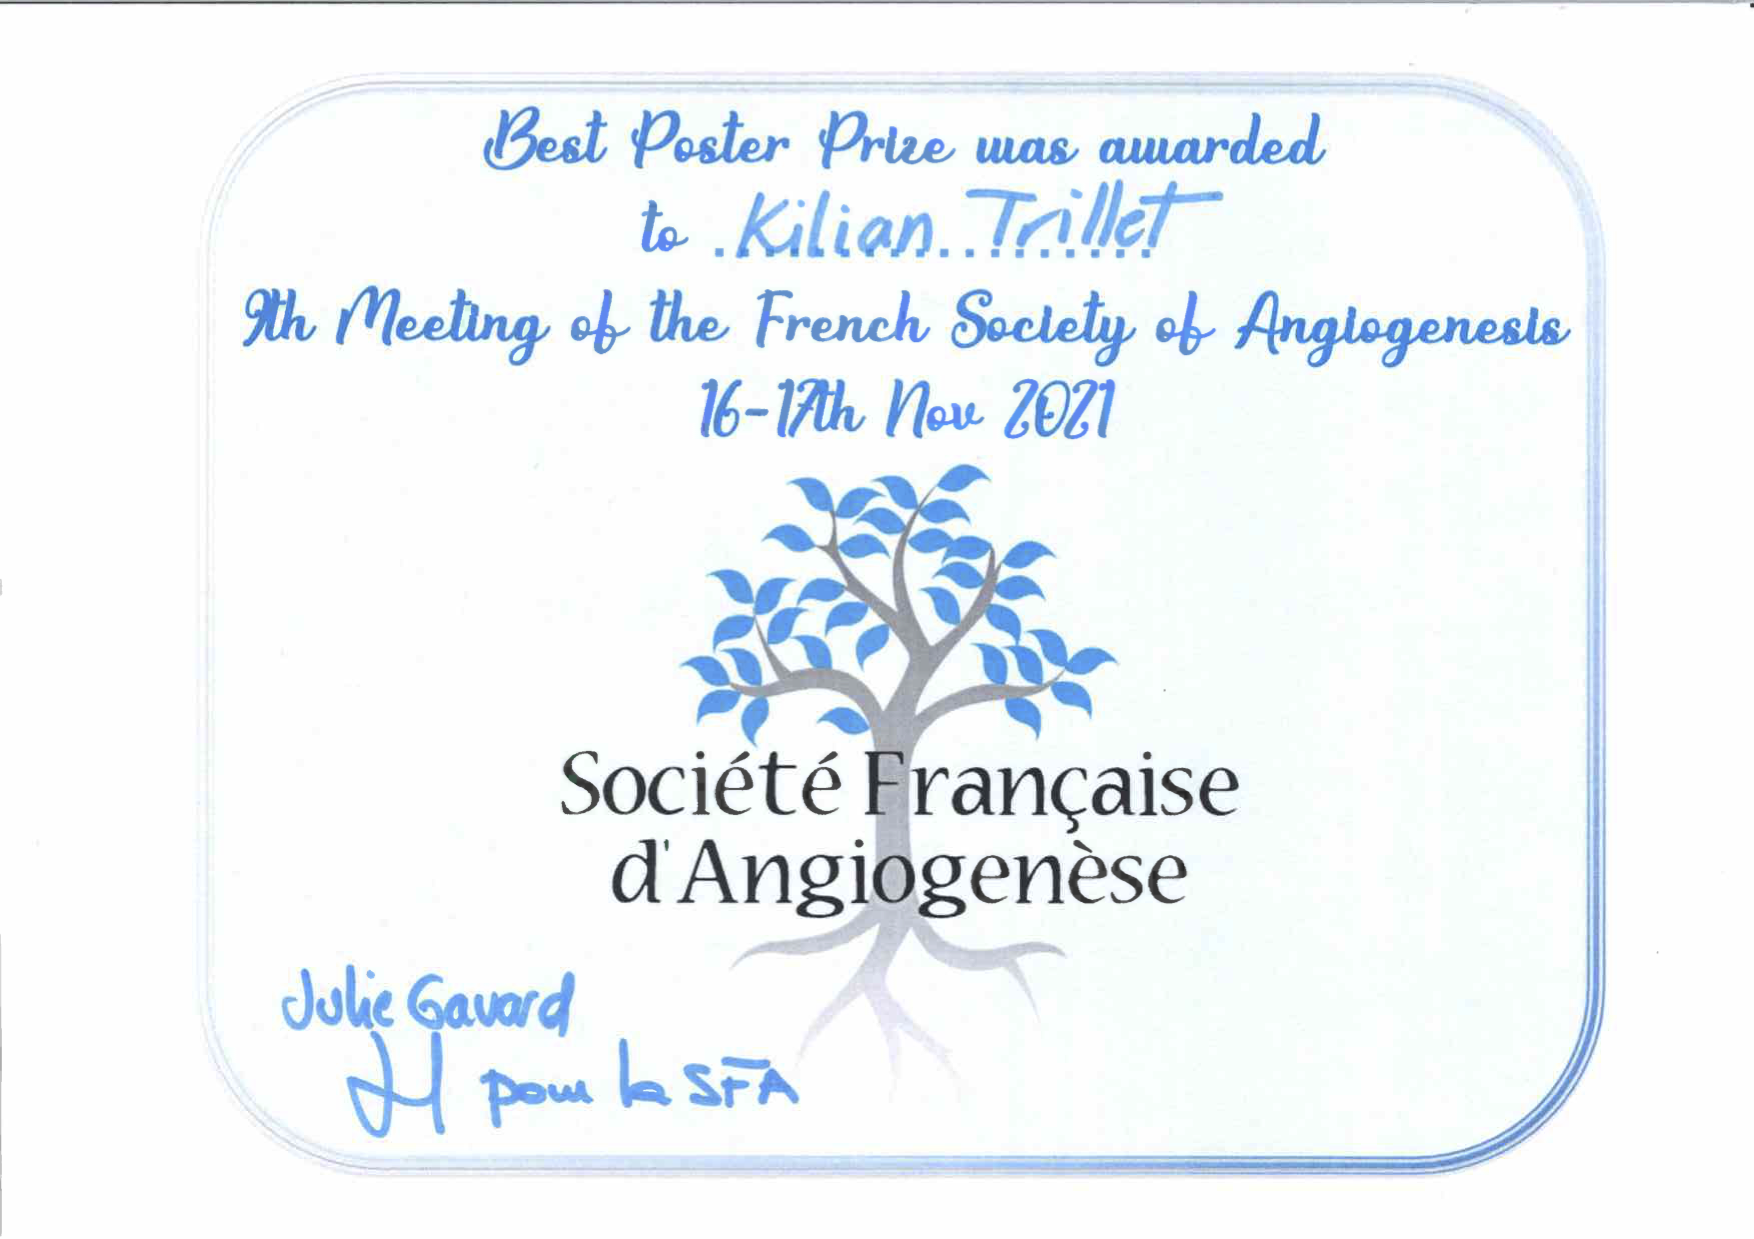 Best Poster Prize was awarded
to Kilian Trillet
9th Meeting of the French Society of Angiogenesis
16-17th Nov 2021
Société Française
d'Angiogenèse
Julie Gavard
pour la SFA